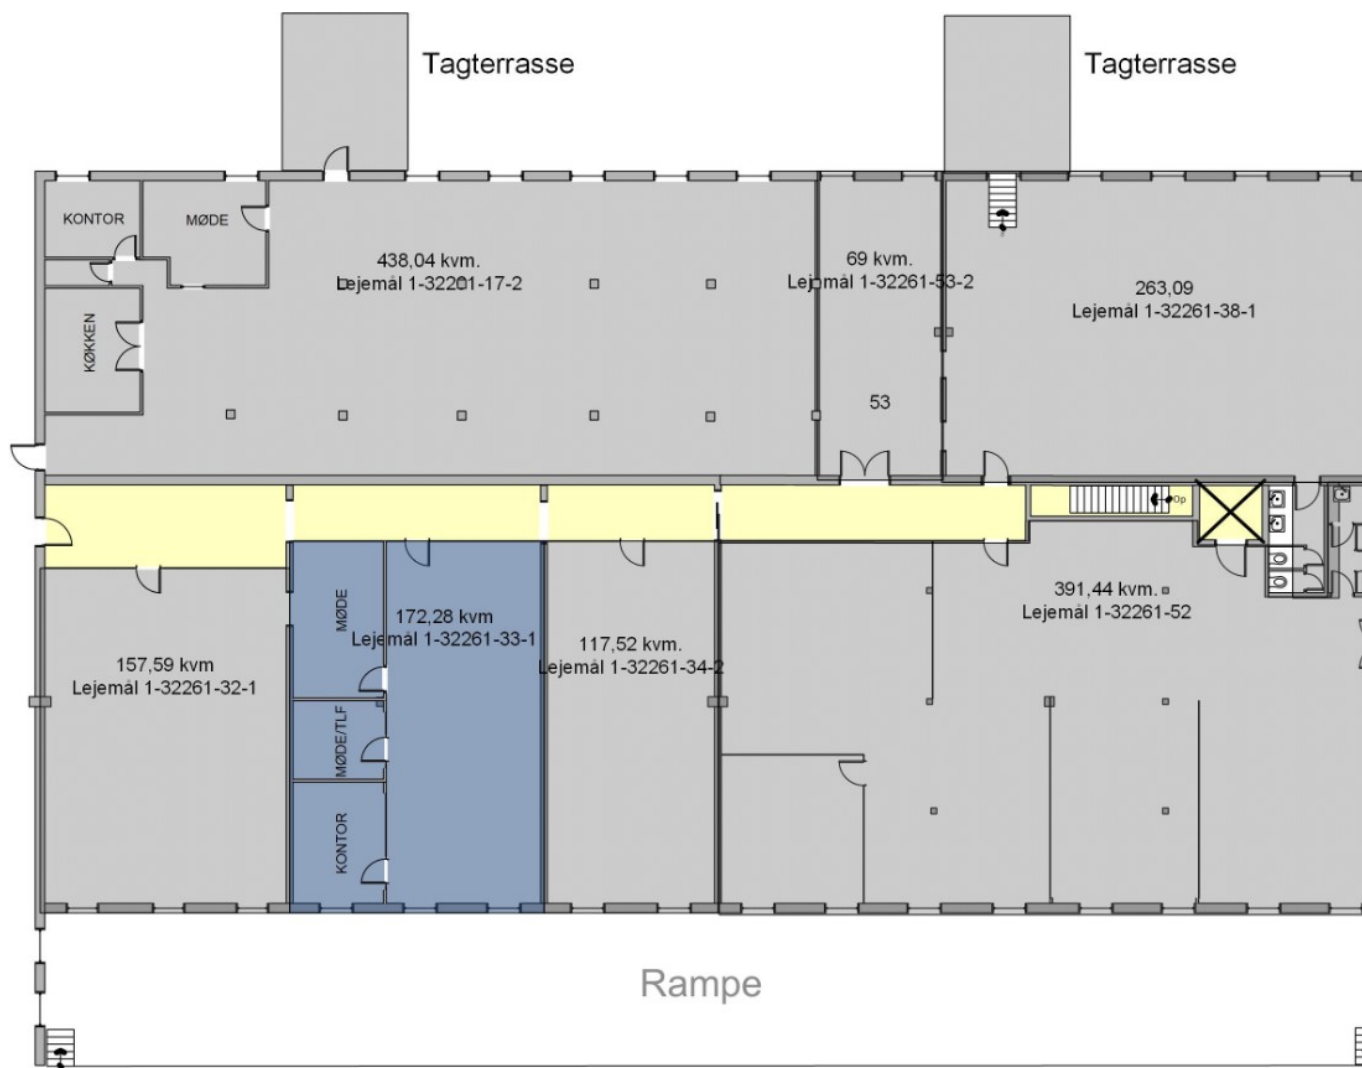 Tagterrasse
Tagterrasse
KONTOR
MØDE
438,04 kvm.
Lejemål 1-32261-17-2
69 kvm.
Lejemål 1-32261-53-2
263,09
Lejemål 1-32261-38-1
KØKKEN
53
Op
MØDE
172,28 kvm
Lejemål 1-32261-33-1
391,44 kvm.
Lejemål 1-32261-52
117,52 kvm.
Lejemål 1-32261-34-2
157,59 kvm
Lejemål 1-32261-32-1
MØDE/TLF
KONTOR
Rampe